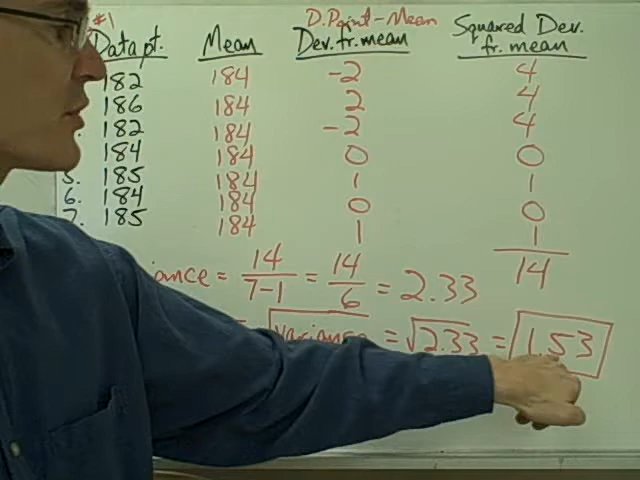 #1 D.Point-Mean Squared Dev.
Data pt. Mean Dev.fr.mean fr.mean
182 184 -2 4
186 184 2 4
182 184 -2 4
184 184 0 0
5. 185 184 1 1
6. 184 184 0 0
7. 185 184 1 1
14
= 14/7-1 = 14/6 = 2.33
= √variance = √2.33 = 1.53